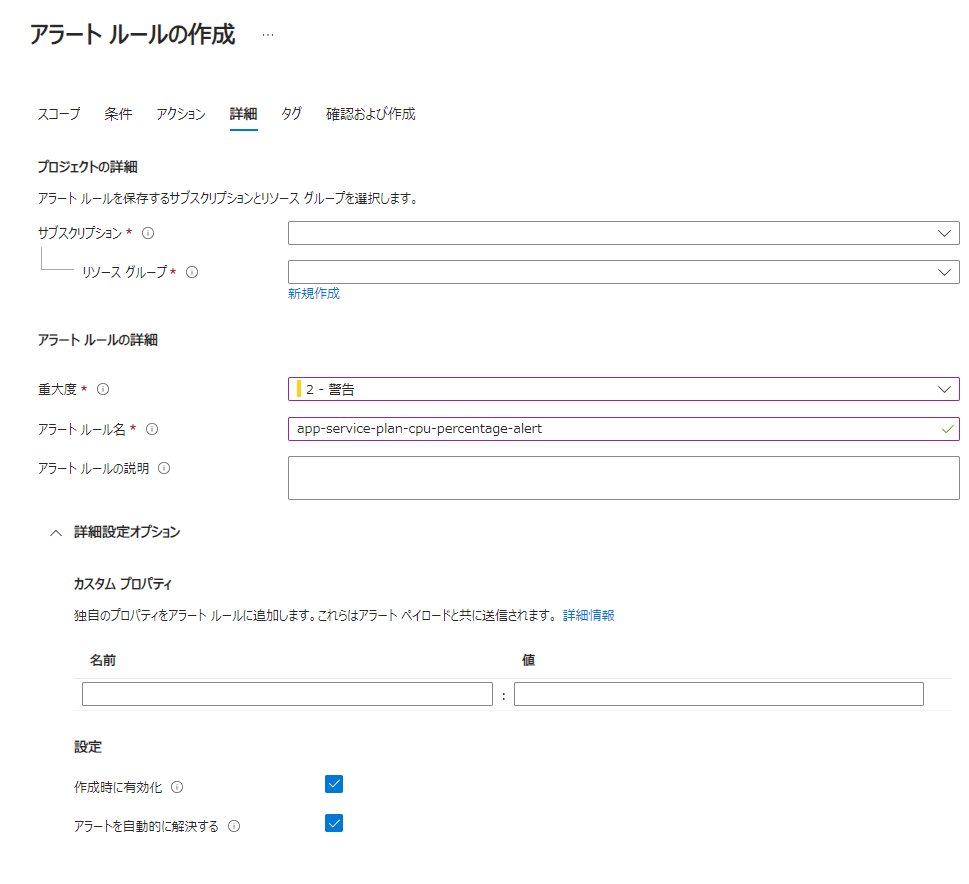 アラート ルールの作成 …
スコープ 条件 アクション 詳細 タグ 確認および作成
プロジェクトの詳細
アラート ルールを保存するサブスクリプションとリソース グループを選択します。
サブスクリプション *
リソース グループ *
新規作成
アラート ルールの詳細
重大度 * 2 - 警告
アラート ルール名 * app-service-plan-cpu-percentage-alert
アラート ルールの説明
詳細設定オプション
カスタム プロパティ
独自のプロパティをアラート ルールに追加します。これらはアラート ペイロードと共に送信されます。 詳細情報
名前 値
:
設定
作成時に有効化
アラートを自動的に解決する